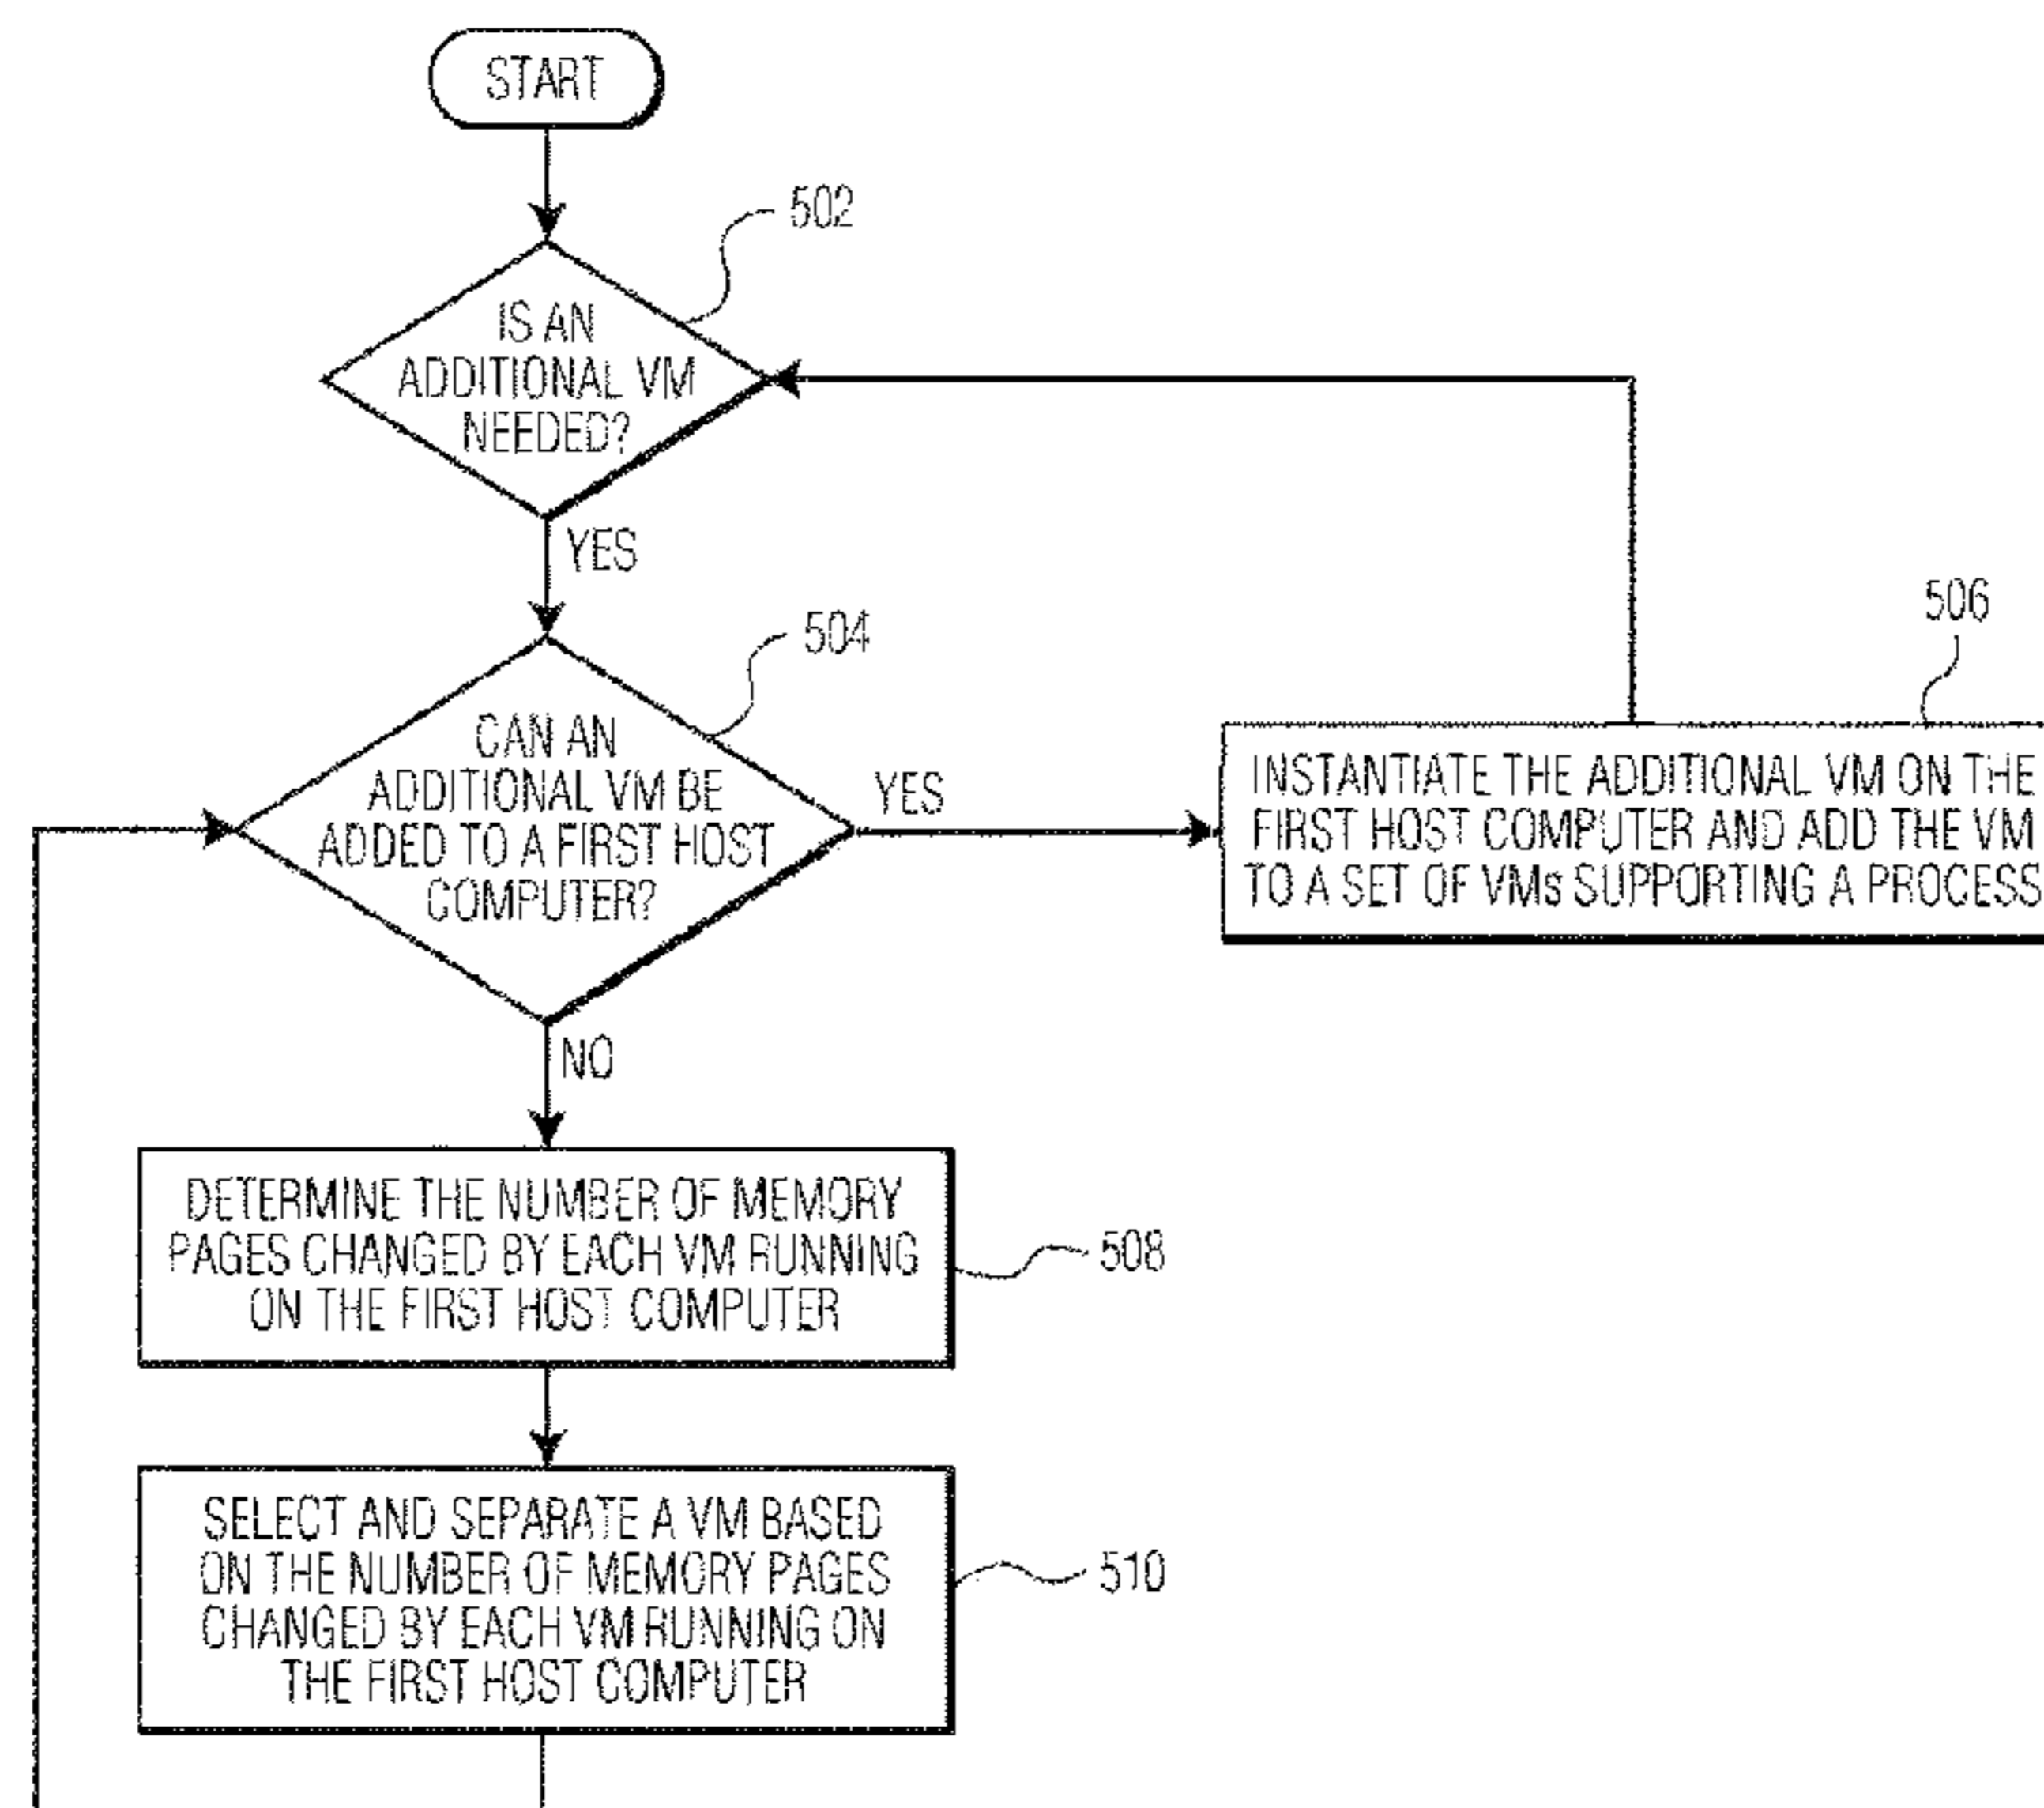 START
502
IS AN
ADDITIONAL VM
NEEDED?
YES
504
CAN AN
ADDITIONAL VM BE
ADDED TO A FIRST HOST
COMPUTER?
YES
506
INSTANTIATE THE ADDITIONAL VM ON THE
FIRST HOST COMPUTER AND ADD THE VM
TO A SET OF VMs SUPPORTING A PROCESS
NO
DETERMINE THE NUMBER OF MEMORY
PAGES CHANGED BY EACH VM RUNNING
ON THE FIRST HOST COMPUTER
508
SELECT AND SEPARATE A VM BASED
ON THE NUMBER OF MEMORY PAGES
CHANGED BY EACH VM RUNNING ON
THE FIRST HOST COMPUTER
510